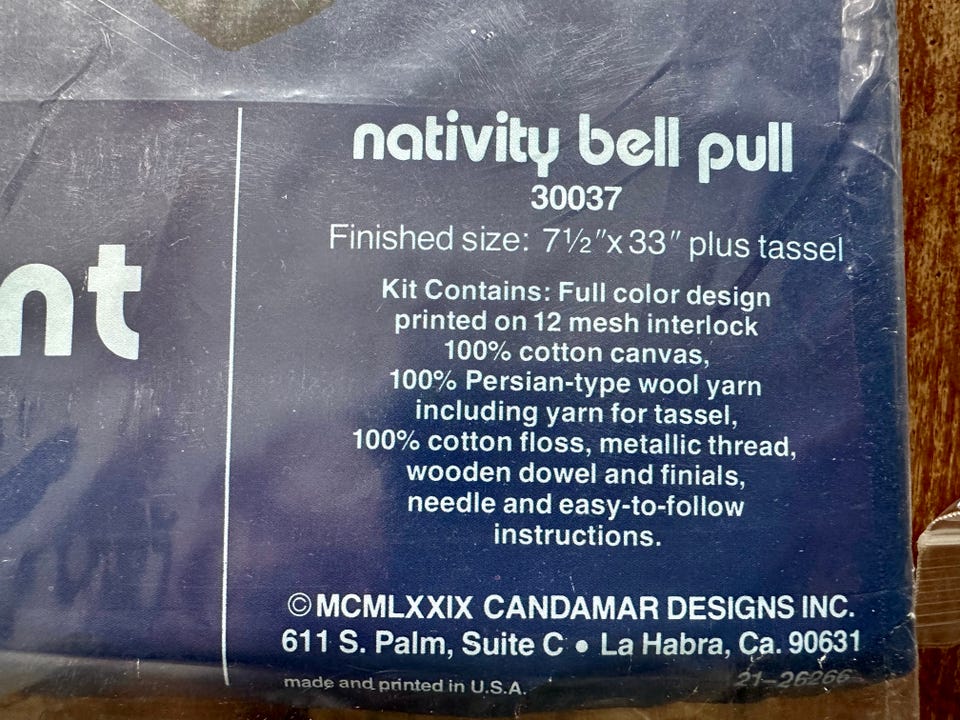 nt
nativity bell pull
30037
Finished size: 7½"x 33" plus tassel
Kit Contains: Full color design
printed on 12 mesh interlock
100% cotton canvas,
100% Persian-type wool yarn
including yarn for tassel,
100% cotton floss, metallic thread,
wooden dowel and finials,
needle and easy-to-follow
instructions.
©MCMLXXIX CANDAMAR DESIGNS INC.
611 S. Palm, Suite C • La Habra, Ca. 90631
made and printed in U.S.A.
21-26266